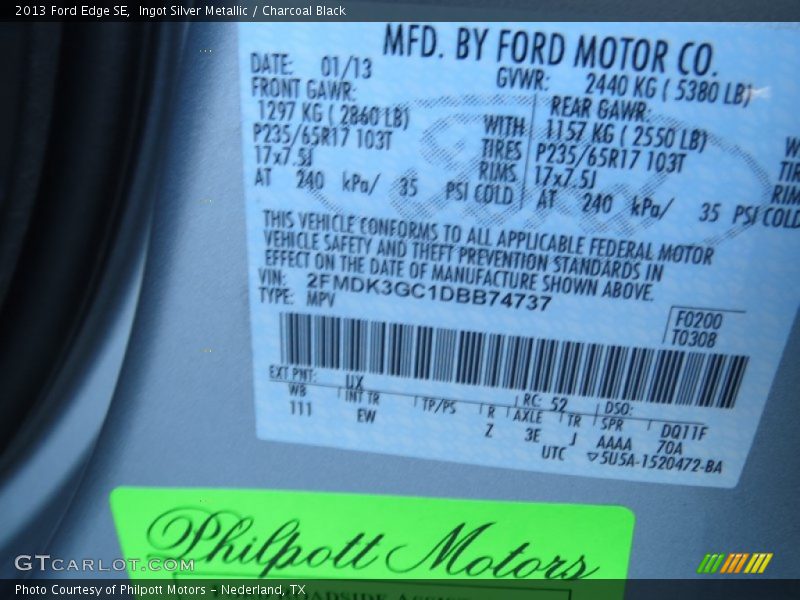 2013 Ford Edge SE, Ingot Silver Metallic / Charcoal Black
MFD. BY FORD MOTOR CO.
DATE: 01/13
GVWR: 2440 KG ( 5380 LB)
FRONT GAWR:
1297 KG ( 2860 LB)
P235/65R17 103T
17x7.5J
AT 240 kPa/ 35 PSI COLD
WITH
TIRES
RIMS
REAR GAWR:
1157 KG ( 2550 LB)
P235/65R17 103T
17x7.5J
AT 240 kPa/ 35 PSI COLD
THIS VEHICLE CONFORMS TO ALL APPLICABLE FEDERAL MOTOR
VEHICLE SAFETY AND THEFT PREVENTION STANDARDS IN
EFFECT ON THE DATE OF MANUFACTURE SHOWN ABOVE.
VIN: 2FMDK3GC1DBB74737
TYPE: MPV
F0200
T0308
EXT PNT: UX RC: 52 DSO:
WB INT TR TP/PS R AXLE TR SPR DQ11F
111 EW Z 3E J AAAA 70A
UTC ▽5U5A-1520472-BA
Philpott Motors
GTCARLOT.COM
Photo Courtesy of Philpott Motors - Nederland, TX